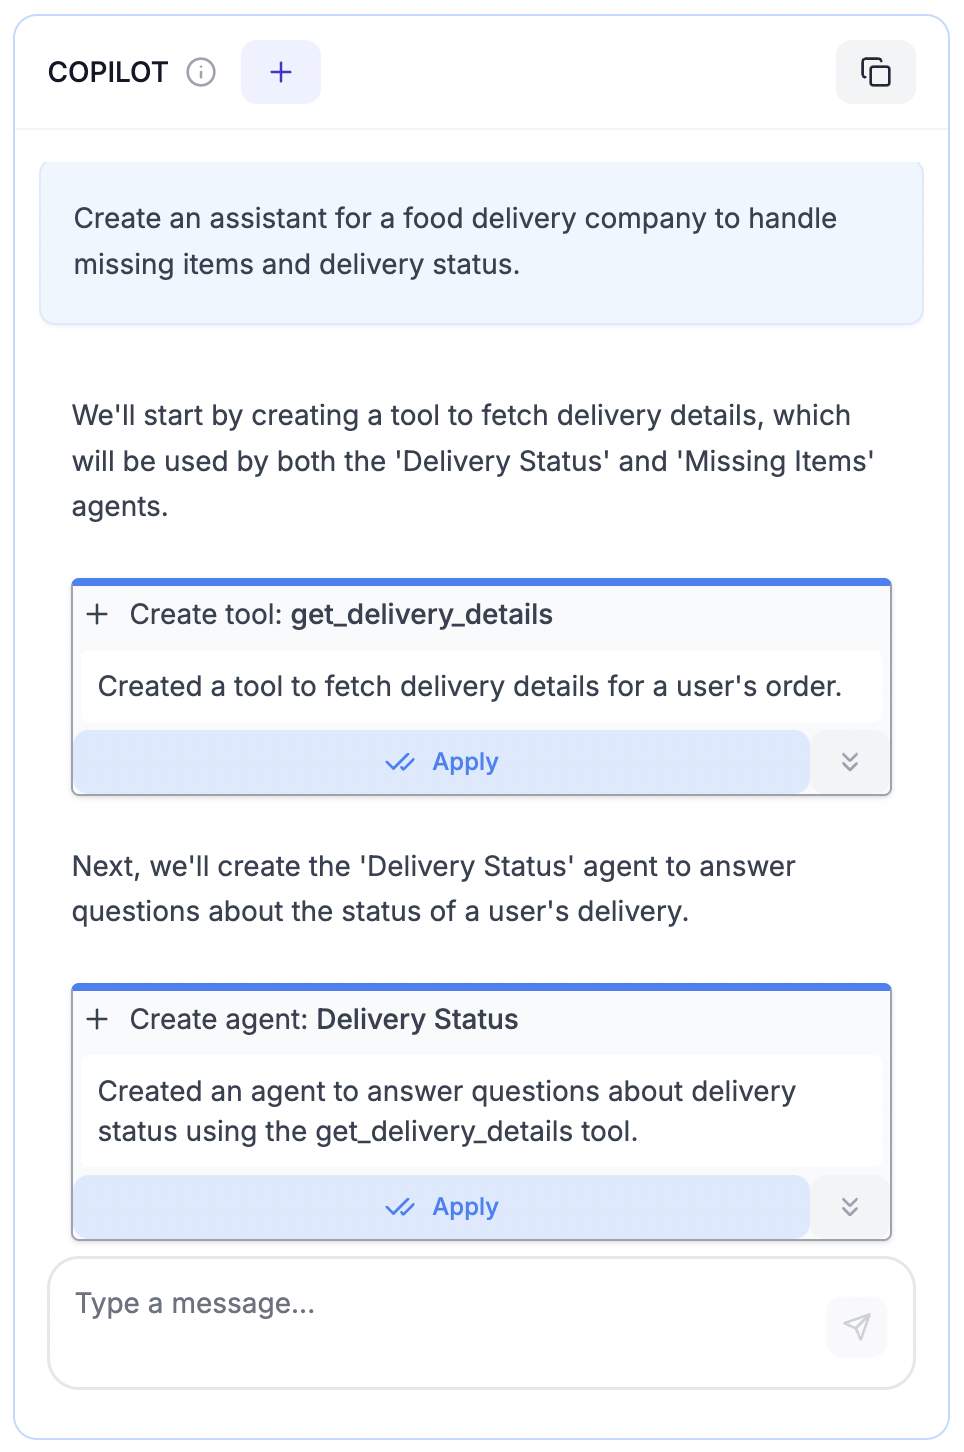 COPILOT
Create an assistant for a food delivery company to handle
missing items and delivery status.
We'll start by creating a tool to fetch delivery details, which
will be used by both the 'Delivery Status' and 'Missing Items'
agents.
Create tool: get_delivery_details
Created a tool to fetch delivery details for a user's order.
Apply
Next, we'll create the 'Delivery Status' agent to answer
questions about the status of a user's delivery.
Create agent: Delivery Status
Created an agent to answer questions about delivery
status using the get_delivery_details tool.
Apply
Type a message...